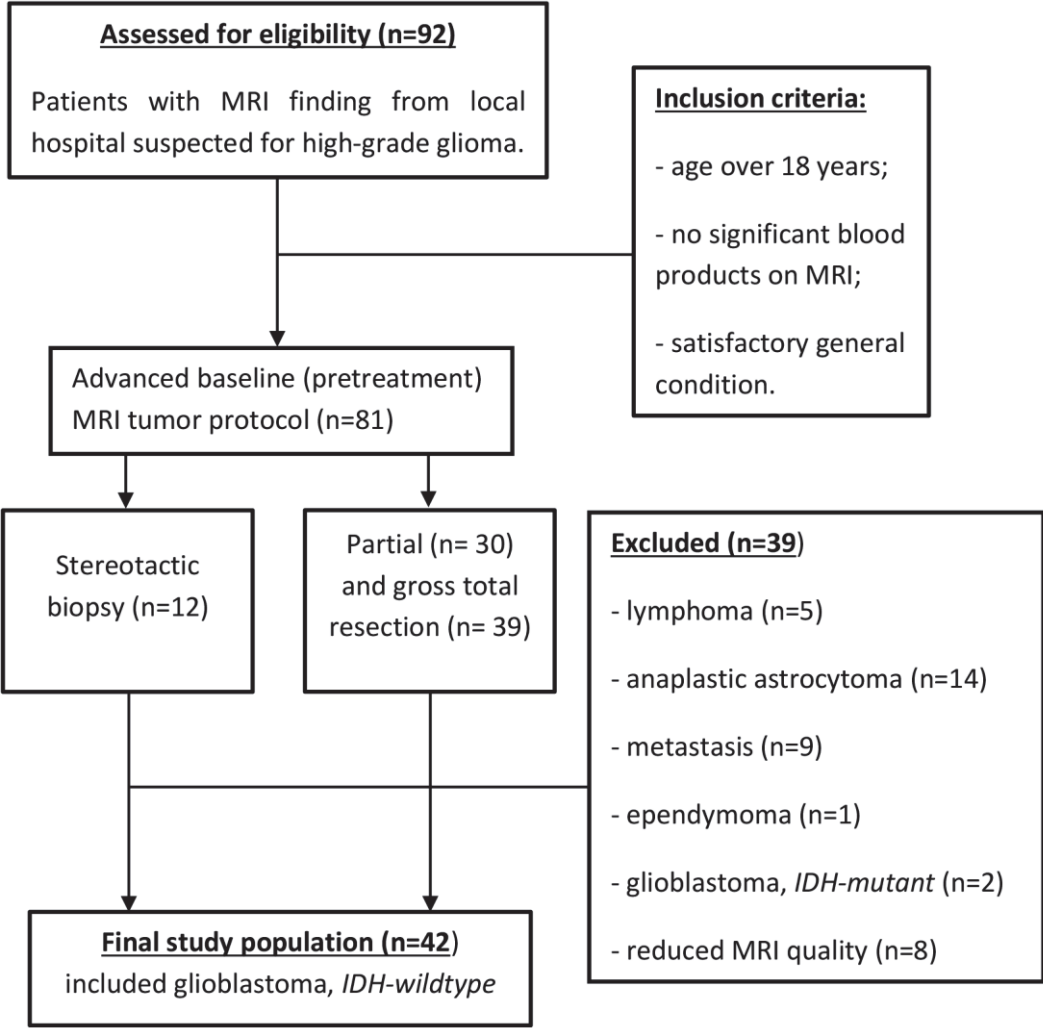 Assessed for eligibility (n=92)
Patients with MRI finding from local
hospital suspected for high-grade glioma.
Inclusion criteria:
- age over 18 years;
- no significant blood
products on MRI;
- satisfactory general
condition.
Advanced baseline (pretreatment)
MRI tumor protocol (n=81)
Stereotactic
biopsy (n=12)
Partial (n= 30)
and gross total
resection (n= 39)
Excluded (n=39)
- lymphoma (n=5)
- anaplastic astrocytoma (n=14)
- metastasis (n=9)
- ependymoma (n=1)
- glioblastoma, IDH-mutant (n=2)
- reduced MRI quality (n=8)
Final study population (n=42)
included glioblastoma, IDH-wildtype